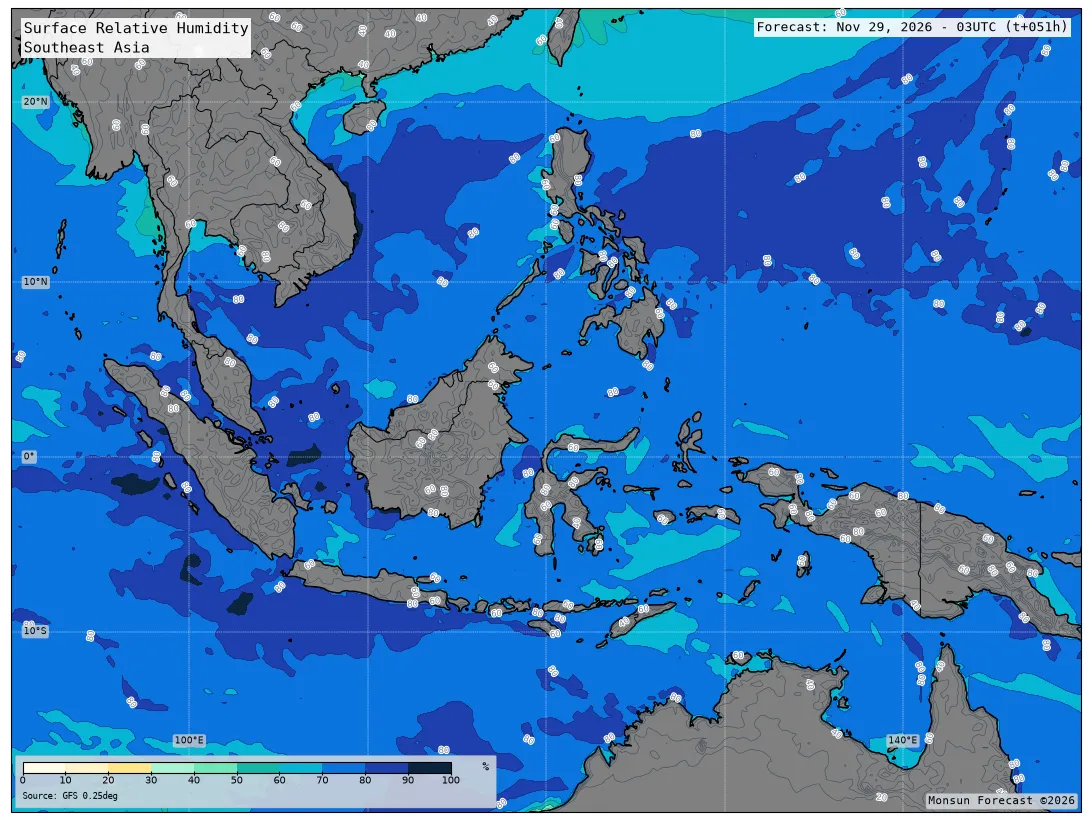 Surface Relative Humidity
Southeast Asia
Forecast: Nov 29, 2026 - 03UTC (t+051h)
20°N
10°N
0°
10°S
100°E
140°E
0 10 20 30 40 50 60 70 80 90 100
%
Source: GFS 0.25deg
Monsun Forecast ©2026